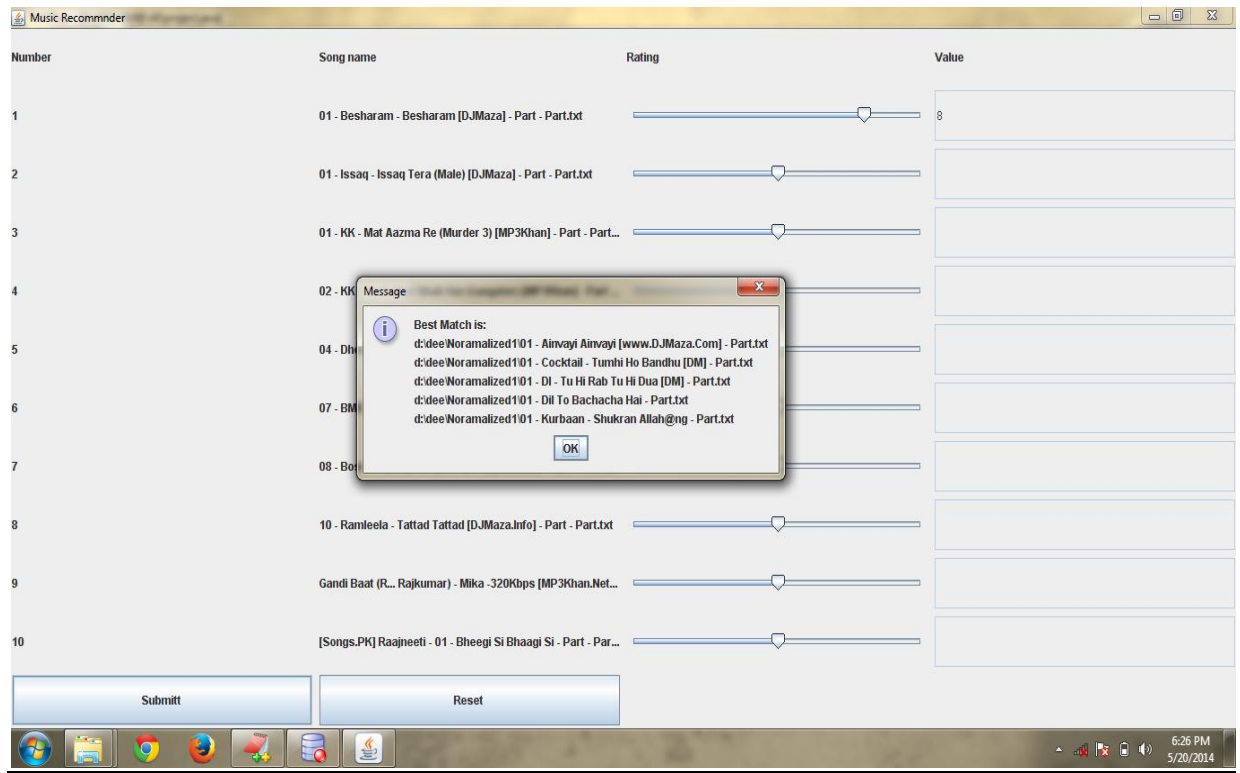 Music Recommnder
Number Song name Rating Value
1 01 - Besharam - Besharam [DJMaza] - Part - Part.txt 8
2 01 - Issaq - Issaq Tera (Male) [DJMaza] - Part - Part.txt
3 01 - KK - Mat Aazma Re (Murder 3) [MP3Khan] - Part - Part...
4 02 - KK
5 04 - Dh
6 07 - BM
7 08 - Bo
Message
Best Match is:
d:\dee\Noramalized1\01 - Ainvayi Ainvayi [www.DJMaza.Com] - Part.txt
d:\dee\Noramalized1\01 - Cocktail - Tumhi Ho Bandhu [DM] - Part.txt
d:\dee\Noramalized1\01 - DI - Tu Hi Rab Tu Hi Dua [DM] - Part.txt
d:\dee\Noramalized1\01 - Dil To Bachacha Hai - Part.txt
d:\dee\Noramalized1\01 - Kurbaan - Shukran Allah@ng - Part.txt
OK
8 10 - Ramleela - Tattad Tattad [DJMaza.Info] - Part - Part.txt
9 Gandi Baat (R... Rajkumar) - Mika -320Kbps [MP3Khan.Net...
10 [Songs.PK] Raajneeti - 01 - Bheegi Si Bhaagi Si - Part - Par...
Submitt Reset
6:26 PM
5/20/2014